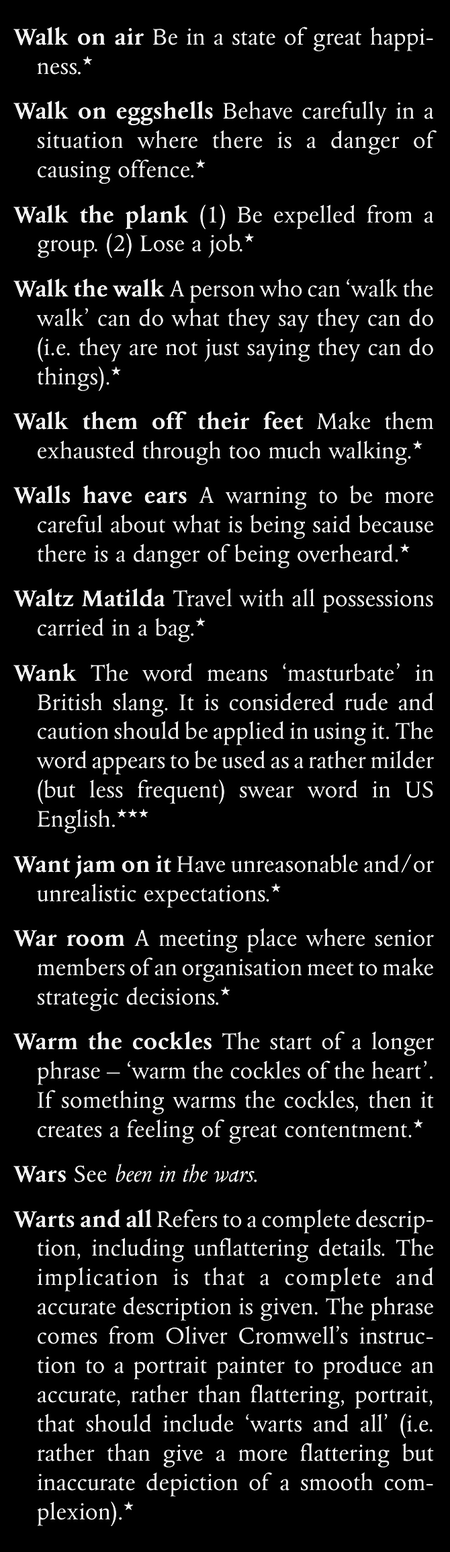 Walk on air Be in a state of great happi-
ness.★
Walk on eggshells Behave carefully in a
situation where there is a danger of
causing offence.★
Walk the plank (1) Be expelled from a
group. (2) Lose a job.★
Walk the walk A person who can ‘walk the
walk’ can do what they say they can do
(i.e. they are not just saying they can do
things).★
Walk them off their feet Make them
exhausted through too much walking.★
Walls have ears A warning to be more
careful about what is being said because
there is a danger of being overheard.★
Waltz Matilda Travel with all possessions
carried in a bag.★
Wank The word means ‘masturbate’ in
British slang. It is considered rude and
caution should be applied in using it. The
word appears to be used as a rather milder
(but less frequent) swear word in US
English.★★★
Want jam on it Have unreasonable and/or
unrealistic expectations.★
War room A meeting place where senior
members of an organisation meet to make
strategic decisions.★
Warm the cockles The start of a longer
phrase – ‘warm the cockles of the heart’.
If something warms the cockles, then it
creates a feeling of great contentment.★
Wars See been in the wars.
Warts and all Refers to a complete descrip-
tion, including unflattering details. The
implication is that a complete and
accurate description is given. The phrase
comes from Oliver Cromwell’s instruc-
tion to a portrait painter to produce an
accurate, rather than flattering, portrait,
that should include ‘warts and all’ (i.e.
rather than give a more flattering but
inaccurate depiction of a smooth com-
plexion).★